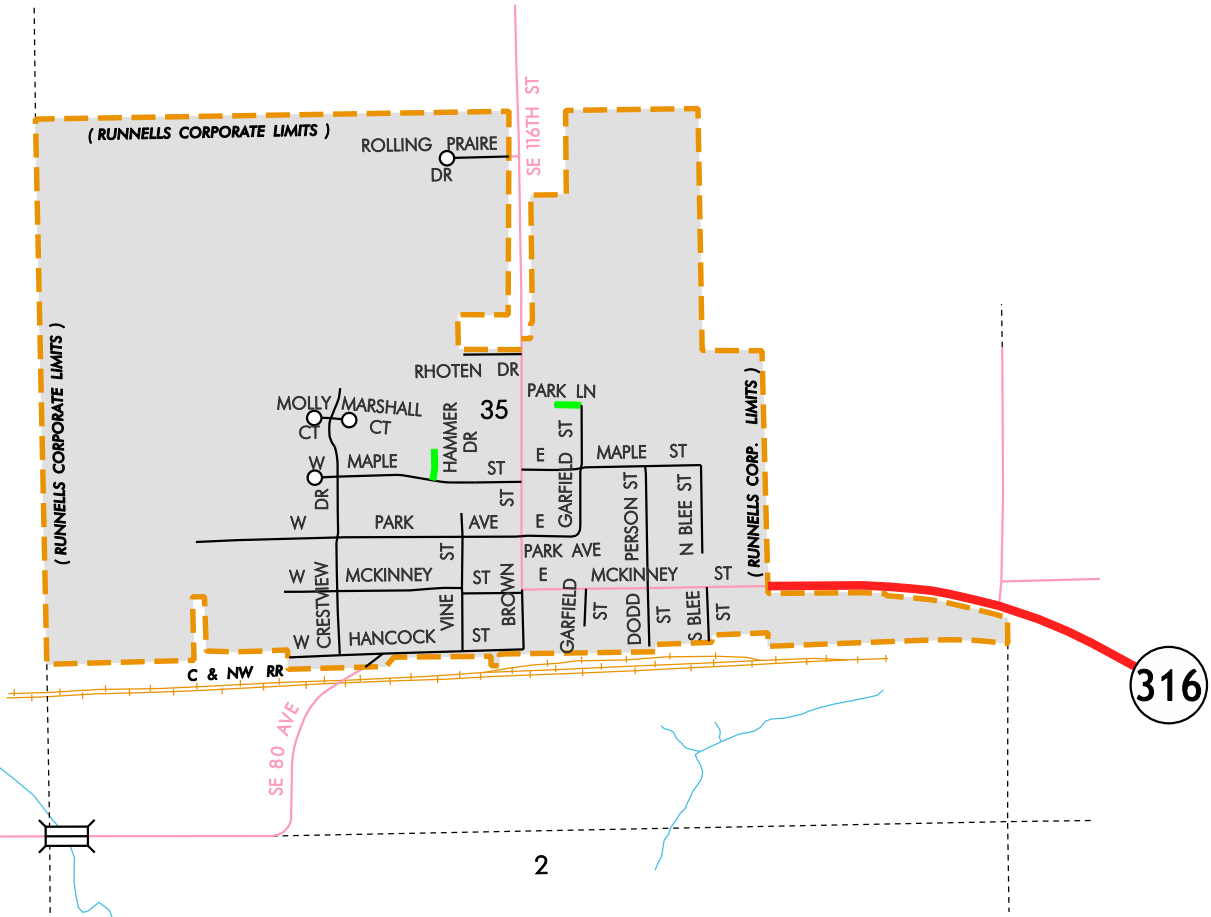 SE 116TH ST
( RUNNELLS CORPORATE LIMITS )
ROLLING PRAIRE
DR
( RUNNELLS CORPORATE LIMITS )
RHOTEN DR
( RUNNELLS CORP. LIMITS )
PARK LN
MOLLY
CT
MARSHALL
CT
35
HAMMER
DR
GARFIELD ST
W MAPLE ST
E MAPLE ST
CRESTVIEW DR
BROWN ST
PERSON ST
N BLEE ST
W PARK AVE
E
PARK AVE
VINE ST
W MCKINNEY ST
E MCKINNEY ST
GARFIELD
ST
DODD
ST
S BLEE
ST
W HANCOCK ST
C & NW RR
316
SE 80 AVE
2